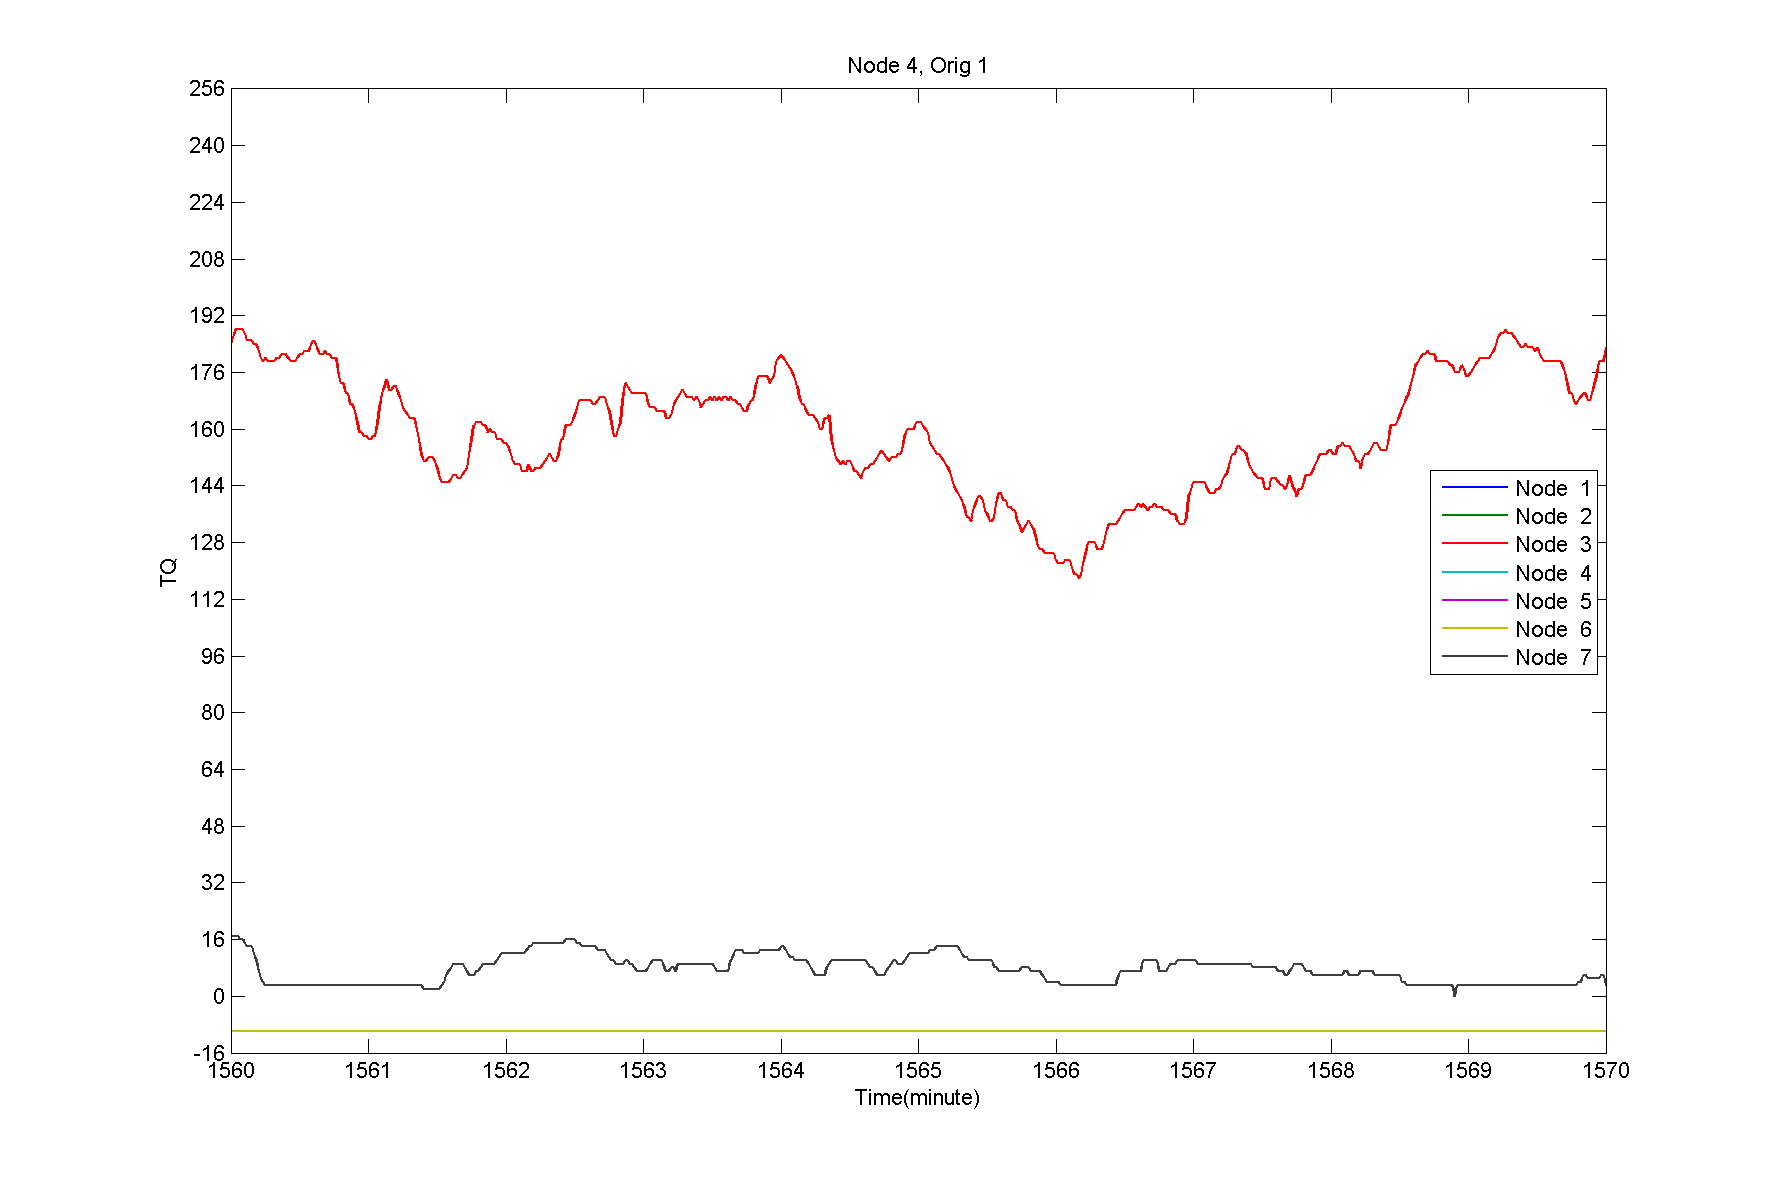 Node 4, Orig 1
256
240
224
208
192
176
160
144
128
112
96
80
64
48
32
16
0
-16
TQ
1560 1561 1562 1563 1564 1565 1566 1567 1568 1569 1570
Time(minute)
Node 1
Node 2
Node 3
Node 4
Node 5
Node 6
Node 7